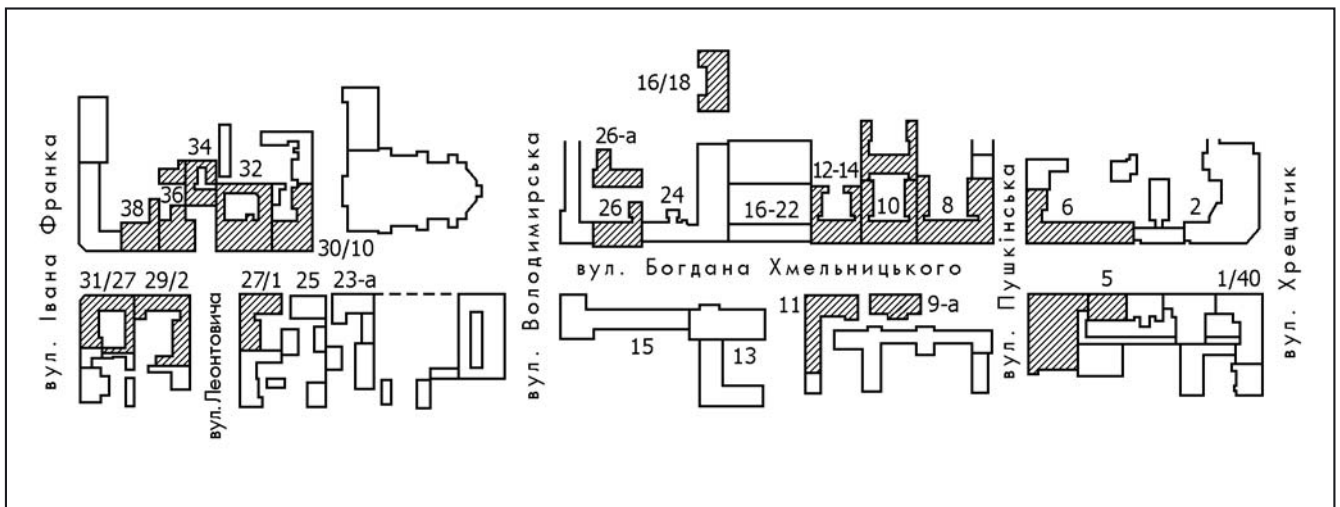 16/18
34
32
26-а
12-14
36
38
24
26
16-22
10
8
6
2
30/10
вул. Івана Франка
вул. Володимирська
вул. Богдана Хмельницького
вул. Пушкінська
вул. Хрещатик
31/27
29/2
вул.Леонтовича
27/1
25
23-а
11
9-а
5
1/40
15
13